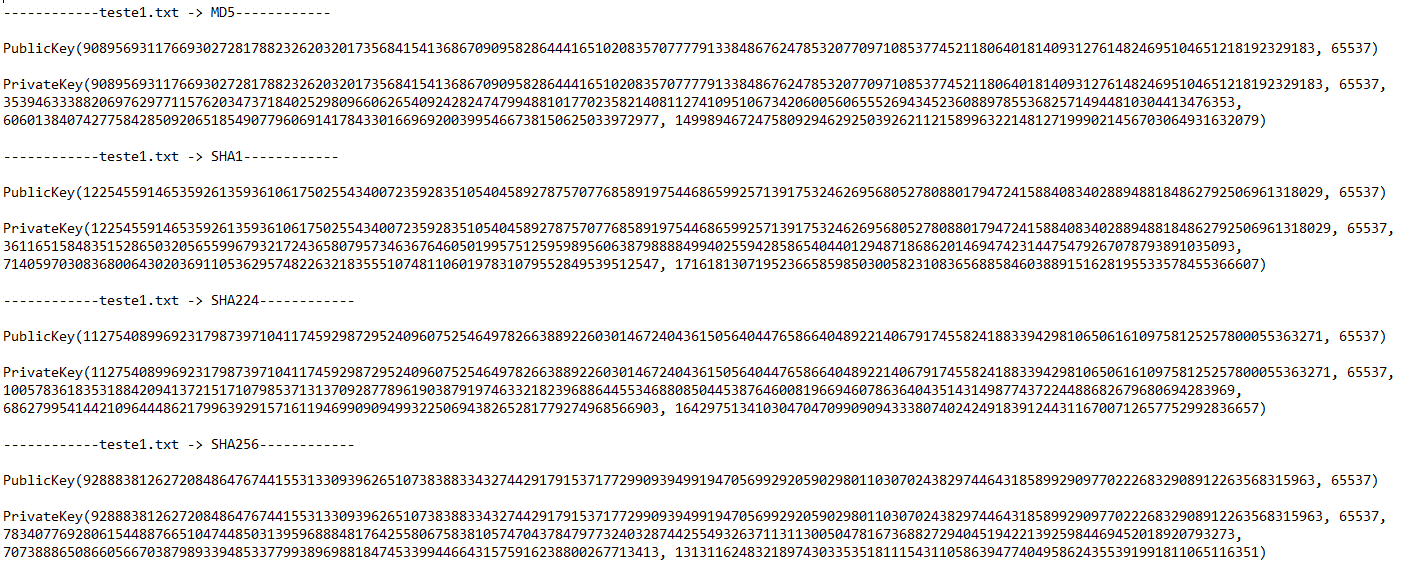 ------------teste1.txt -> MD5------------
PublicKey(9089569311766930272817882326203201735684154136867090958286444165102083570777791338486762478532077097108537745211806401814093127614824695104651218192329183, 65537)
PrivateKey(9089569311766930272817882326203201735684154136867090958286444165102083570777791338486762478532077097108537745211806401814093127614824695104651218192329183, 65537,
3539463338820697629771157620347371840252980966062654092428247479948810177023582140811274109510673420600560655526943452360889785536825714944810304413476353,
6060138407427758428509206518549077960691417843301669692003995466738150625033972977, 1499894672475809294629250392621121589963221481271999021456703064931632079)
------------teste1.txt -> SHA1------------
PublicKey(12254559146535926135936106175025543400723592835105404589278757077685891975446865992571391753246269568052780880179472415884083402889488184862792506961318029, 65537)
PrivateKey(12254559146535926135936106175025543400723592835105404589278757077685891975446865992571391753246269568052780880179472415884083402889488184862792506961318029, 65537,
3611651584835152865032056559967932172436580795734636764605019957512595989560638798888499402559428586540440129487186862014694742314475479267078793891035093,
7140597030836800643020369110536295748226321835551074811060197831079552849539512547, 1716181307195236658598503005823108365688584603889151628195533578455366607)
------------teste1.txt -> SHA224------------
PublicKey(11275408996923179873971041174592987295240960752546497826638892260301467240436150564044765866404892214067917455824188339429810650616109758125257800055363271, 65537)
PrivateKey(11275408996923179873971041174592987295240960752546497826638892260301467240436150564044765866404892214067917455824188339429810650616109758125257800055363271, 65537,
1005783618353188420941372151710798537131370928778961903879197463321823968864455346880850445387646008196694607863640435143149877437224488682679680694283969,
6862799541442109644486217996392915716119469909094993225069438265281779274968566903, 1642975134103047047099090943338074024249183912443116700712657752992836657)
------------teste1.txt -> SHA256------------
PublicKey(9288838126272084864767441553133093962651073838833432744291791537177299093949919470569929205902980110307024382974464318589929097702226832908912263568315963, 65537)
PrivateKey(9288838126272084864767441553133093962651073838833432744291791537177299093949919470569929205902980110307024382974464318589929097702226832908912263568315963, 65537,
7834077692806154488766510474485031395968884817642558067583810574704378479773240328744255493263711311300504781673688272940451942213925984469452018920793273,
7073888650866056670387989339485337799389698818474533994466431575916238800267713413, 1313116248321897430335351811154311058639477404958624355391991811065116351)